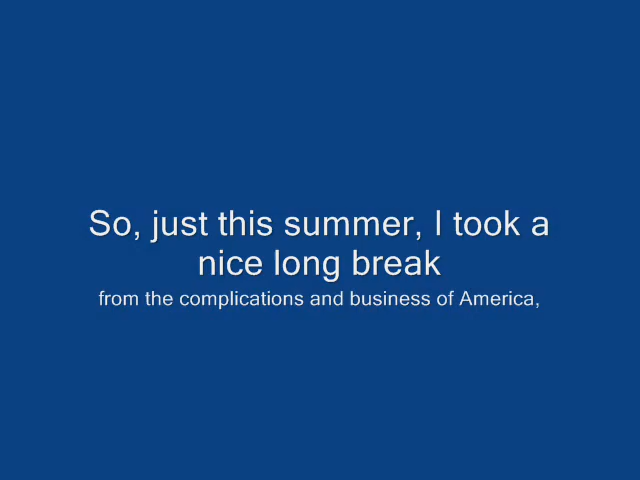 So, just this summer, I took a
nice long break
from the complications and business of America,